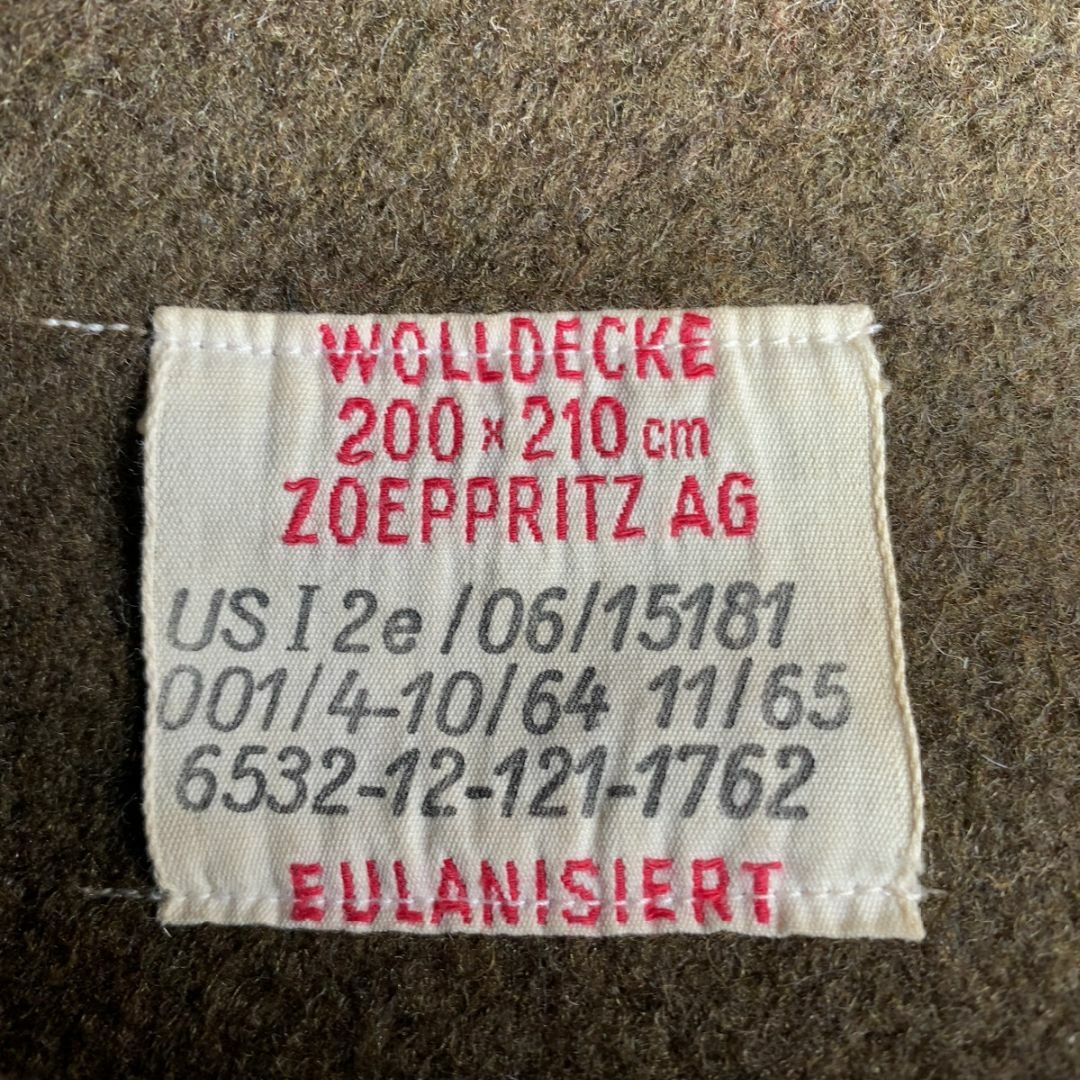 WOLLDECKE
200 x 210 cm
ZOEPPRITZ AG
US I 2e /06/15181
001/4-10/64 11/65
6532-12-121-1762
EULANISIERT